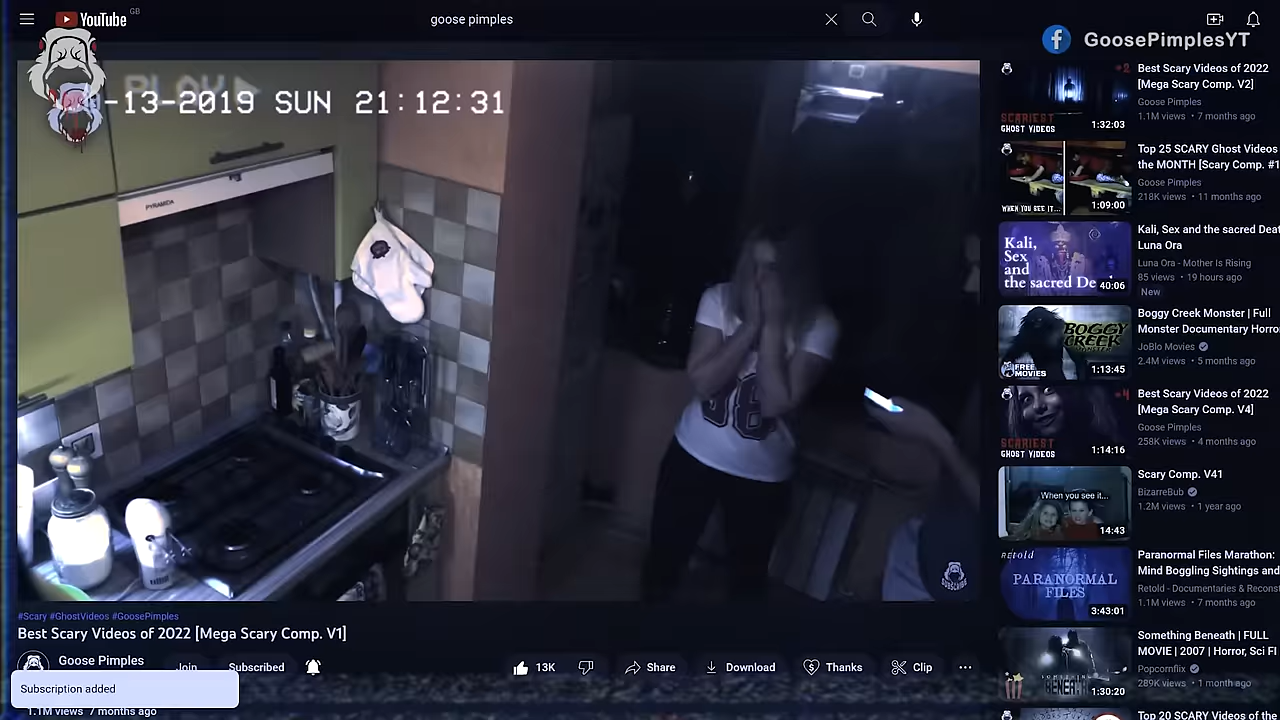 YouTube GB
goose pimples
GoosePimplesYT
PLAY
-13-2019 SUN 21:12:31
PYRAMIDA
98
SUBSCRIBE
#Scary #GhostVideos #GoosePimples
Best Scary Videos of 2022 [Mega Scary Comp. V1]
Goose Pimples
Join
Subscribed
13K
Share
Download
Thanks
Clip
Subscription added
1.1M views 7 months ago
SCARIEST
GHOST VIDEOS
1:32:03
Best Scary Videos of 2022
[Mega Scary Comp. V2]
Goose Pimples
1.1M views • 7 months ago
WHEN YOU SEE IT...
1:09:00
Top 25 SCARY Ghost Videos
the MONTH [Scary Comp. #
Goose Pimples
218K views • 11 months ago
Kali,
Sex
and
the sacred De
40:06
Kali, Sex and the sacred Deat
Luna Ora
Luna Ora - Mother Is Rising
85 views • 19 hours ago
New
BOGGY
CREEK
MONSTER
FREE
MOVIES
1:13:45
Boggy Creek Monster | Full
Monster Documentary Horro
JoBlo Movies
2.4M views • 5 months ago
#4
SCARIEST
GHOST VIDEOS
1:14:16
Best Scary Videos of 2022
[Mega Scary Comp. V4]
Goose Pimples
258K views • 4 months ago
When you see it...
14:43
Scary Comp. V41
BizarreBub
1.2M views • 1 year ago
REtold
PARANORMAL
FILES
3:43:01
Paranormal Files Marathon:
Mind Boggling Sightings and
Retold - Documentaries & Reconst
1.1M views • 7 months ago
SOMETHING
BENEATH
1:30:20
Something Beneath | FULL
MOVIE | 2007 | Horror, Sci FI
Popcornflix
289K views • 1 month ago
Top 20 SCARY Videos of the